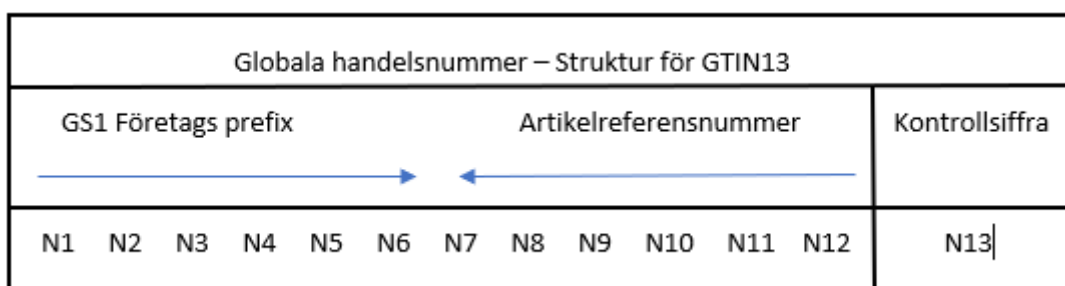 Globala handelsnummer – Struktur för GTIN13
GS1 Företags prefix Artikelreferensnummer Kontrollsiffra
N1 N2 N3 N4 N5 N6 N7 N8 N9 N10 N11 N12 N13